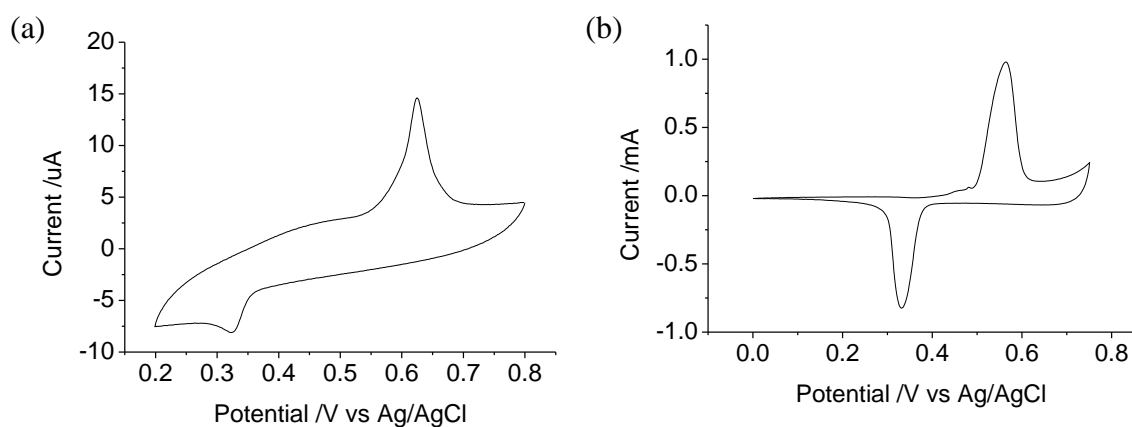 (a)
20
15
10
5
0
-5
-10
Current /uA
0.2 0.3 0.4 0.5 0.6 0.7 0.8
Potential /V vs Ag/AgCl
(b)
1.0
0.5
0.0
-0.5
-1.0
Current /mA
0.0 0.2 0.4 0.6 0.8
Potential /V vs Ag/AgCl